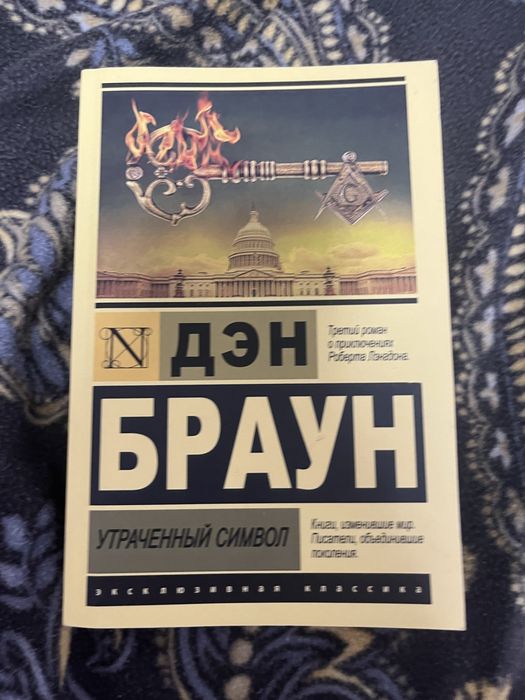 G
N
ДЭН
Третий роман
о приключениях
Роберта Лэнгдона.
БРАУН
УТРАЧЕННЫЙ СИМВОЛ
Книги, изменившие мир.
Писатели, объединившие
поколения.
эксклюзивная классика